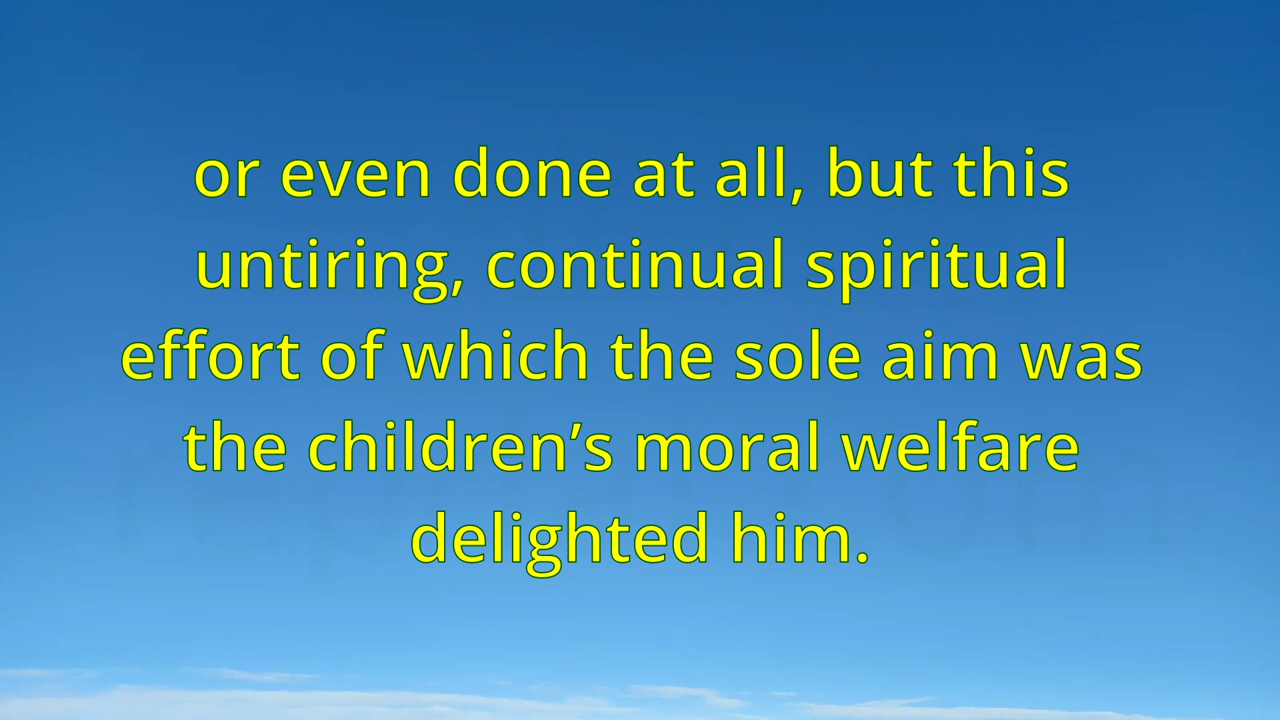 or even done at all, but this
untiring, continual spiritual
effort of which the sole aim was
the children’s moral welfare
delighted him.